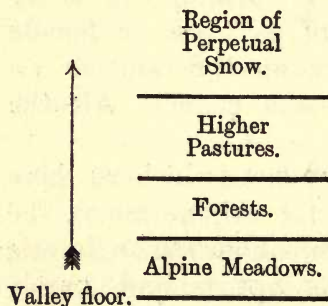 Region of
Perpetual
Snow.
Higher
Pastures.
Forests.
Alpine Meadows.
Valley floor.